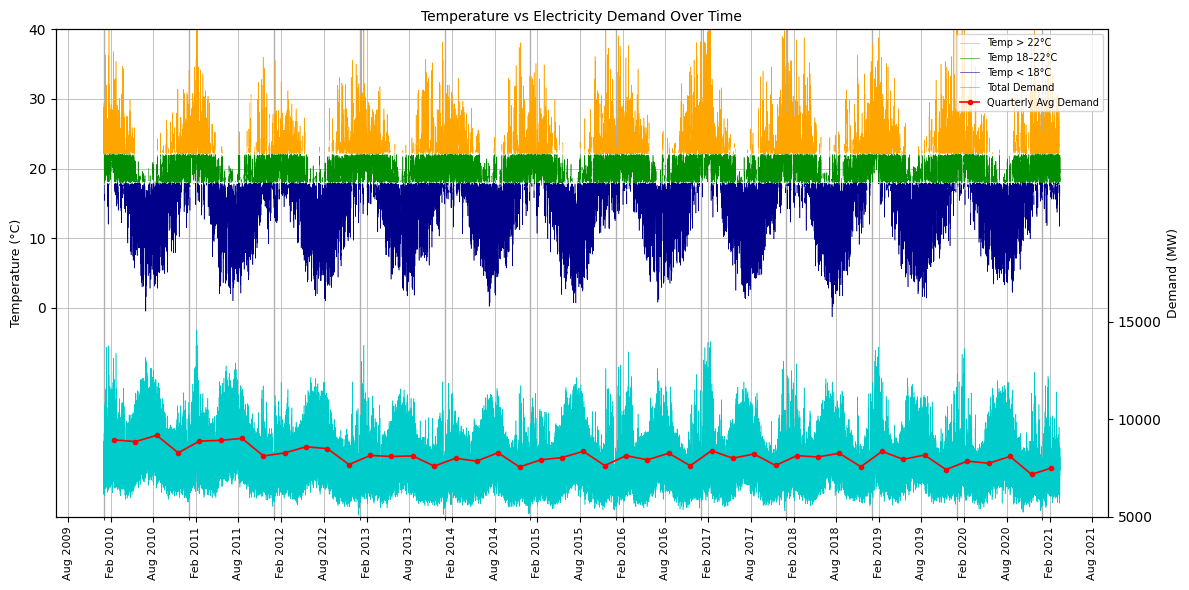 Temperature vs Electricity Demand Over Time
Temp > 22°C
Temp 18–22°C
Temp < 18°C
Total Demand
Quarterly Avg Demand
Temperature (°C)
40
30
20
10
0
Demand (MW)
15000
10000
5000
Aug 2009
Feb 2010
Aug 2010
Feb 2011
Aug 2011
Feb 2012
Aug 2012
Feb 2013
Aug 2013
Feb 2014
Aug 2014
Feb 2015
Aug 2015
Feb 2016
Aug 2016
Feb 2017
Aug 2017
Feb 2018
Aug 2018
Feb 2019
Aug 2019
Feb 2020
Aug 2020
Feb 2021
Aug 2021